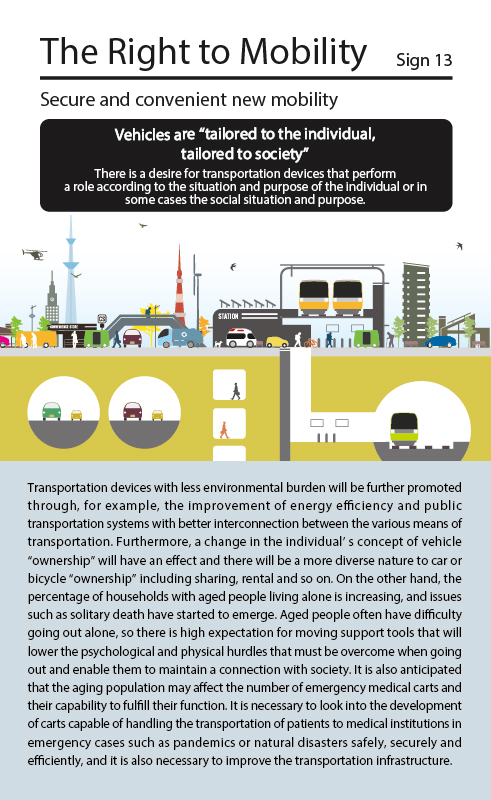 The Right to Mobility
Sign 13
Secure and convenient new mobility
Vehicles are “tailored to the individual,
tailored to society”
There is a desire for transportation devices that perform
a role according to the situation and purpose of the individual or in
some cases the social situation and purpose.
CONVENIENCE STORE
STATION
Transportation devices with less environmental burden will be further promoted
through, for example, the improvement of energy efficiency and public
transportation systems with better interconnection between the various means of
transportation. Furthermore, a change in the individual’ s concept of vehicle
“ownership” will have an effect and there will be a more diverse nature to car or
bicycle “ownership” including sharing, rental and so on. On the other hand, the
percentage of households with aged people living alone is increasing, and issues
such as solitary death have started to emerge. Aged people often have difficulty
going out alone, so there is high expectation for moving support tools that will
lower the psychological and physical hurdles that must be overcome when going
out and enable them to maintain a connection with society. It is also anticipated
that the aging population may affect the number of emergency medical carts and
their capability to fulfill their function. It is necessary to look into the development
of carts capable of handling the transportation of patients to medical institutions in
emergency cases such as pandemics or natural disasters safely, securely and
efficiently, and it is also necessary to improve the transportation infrastructure.